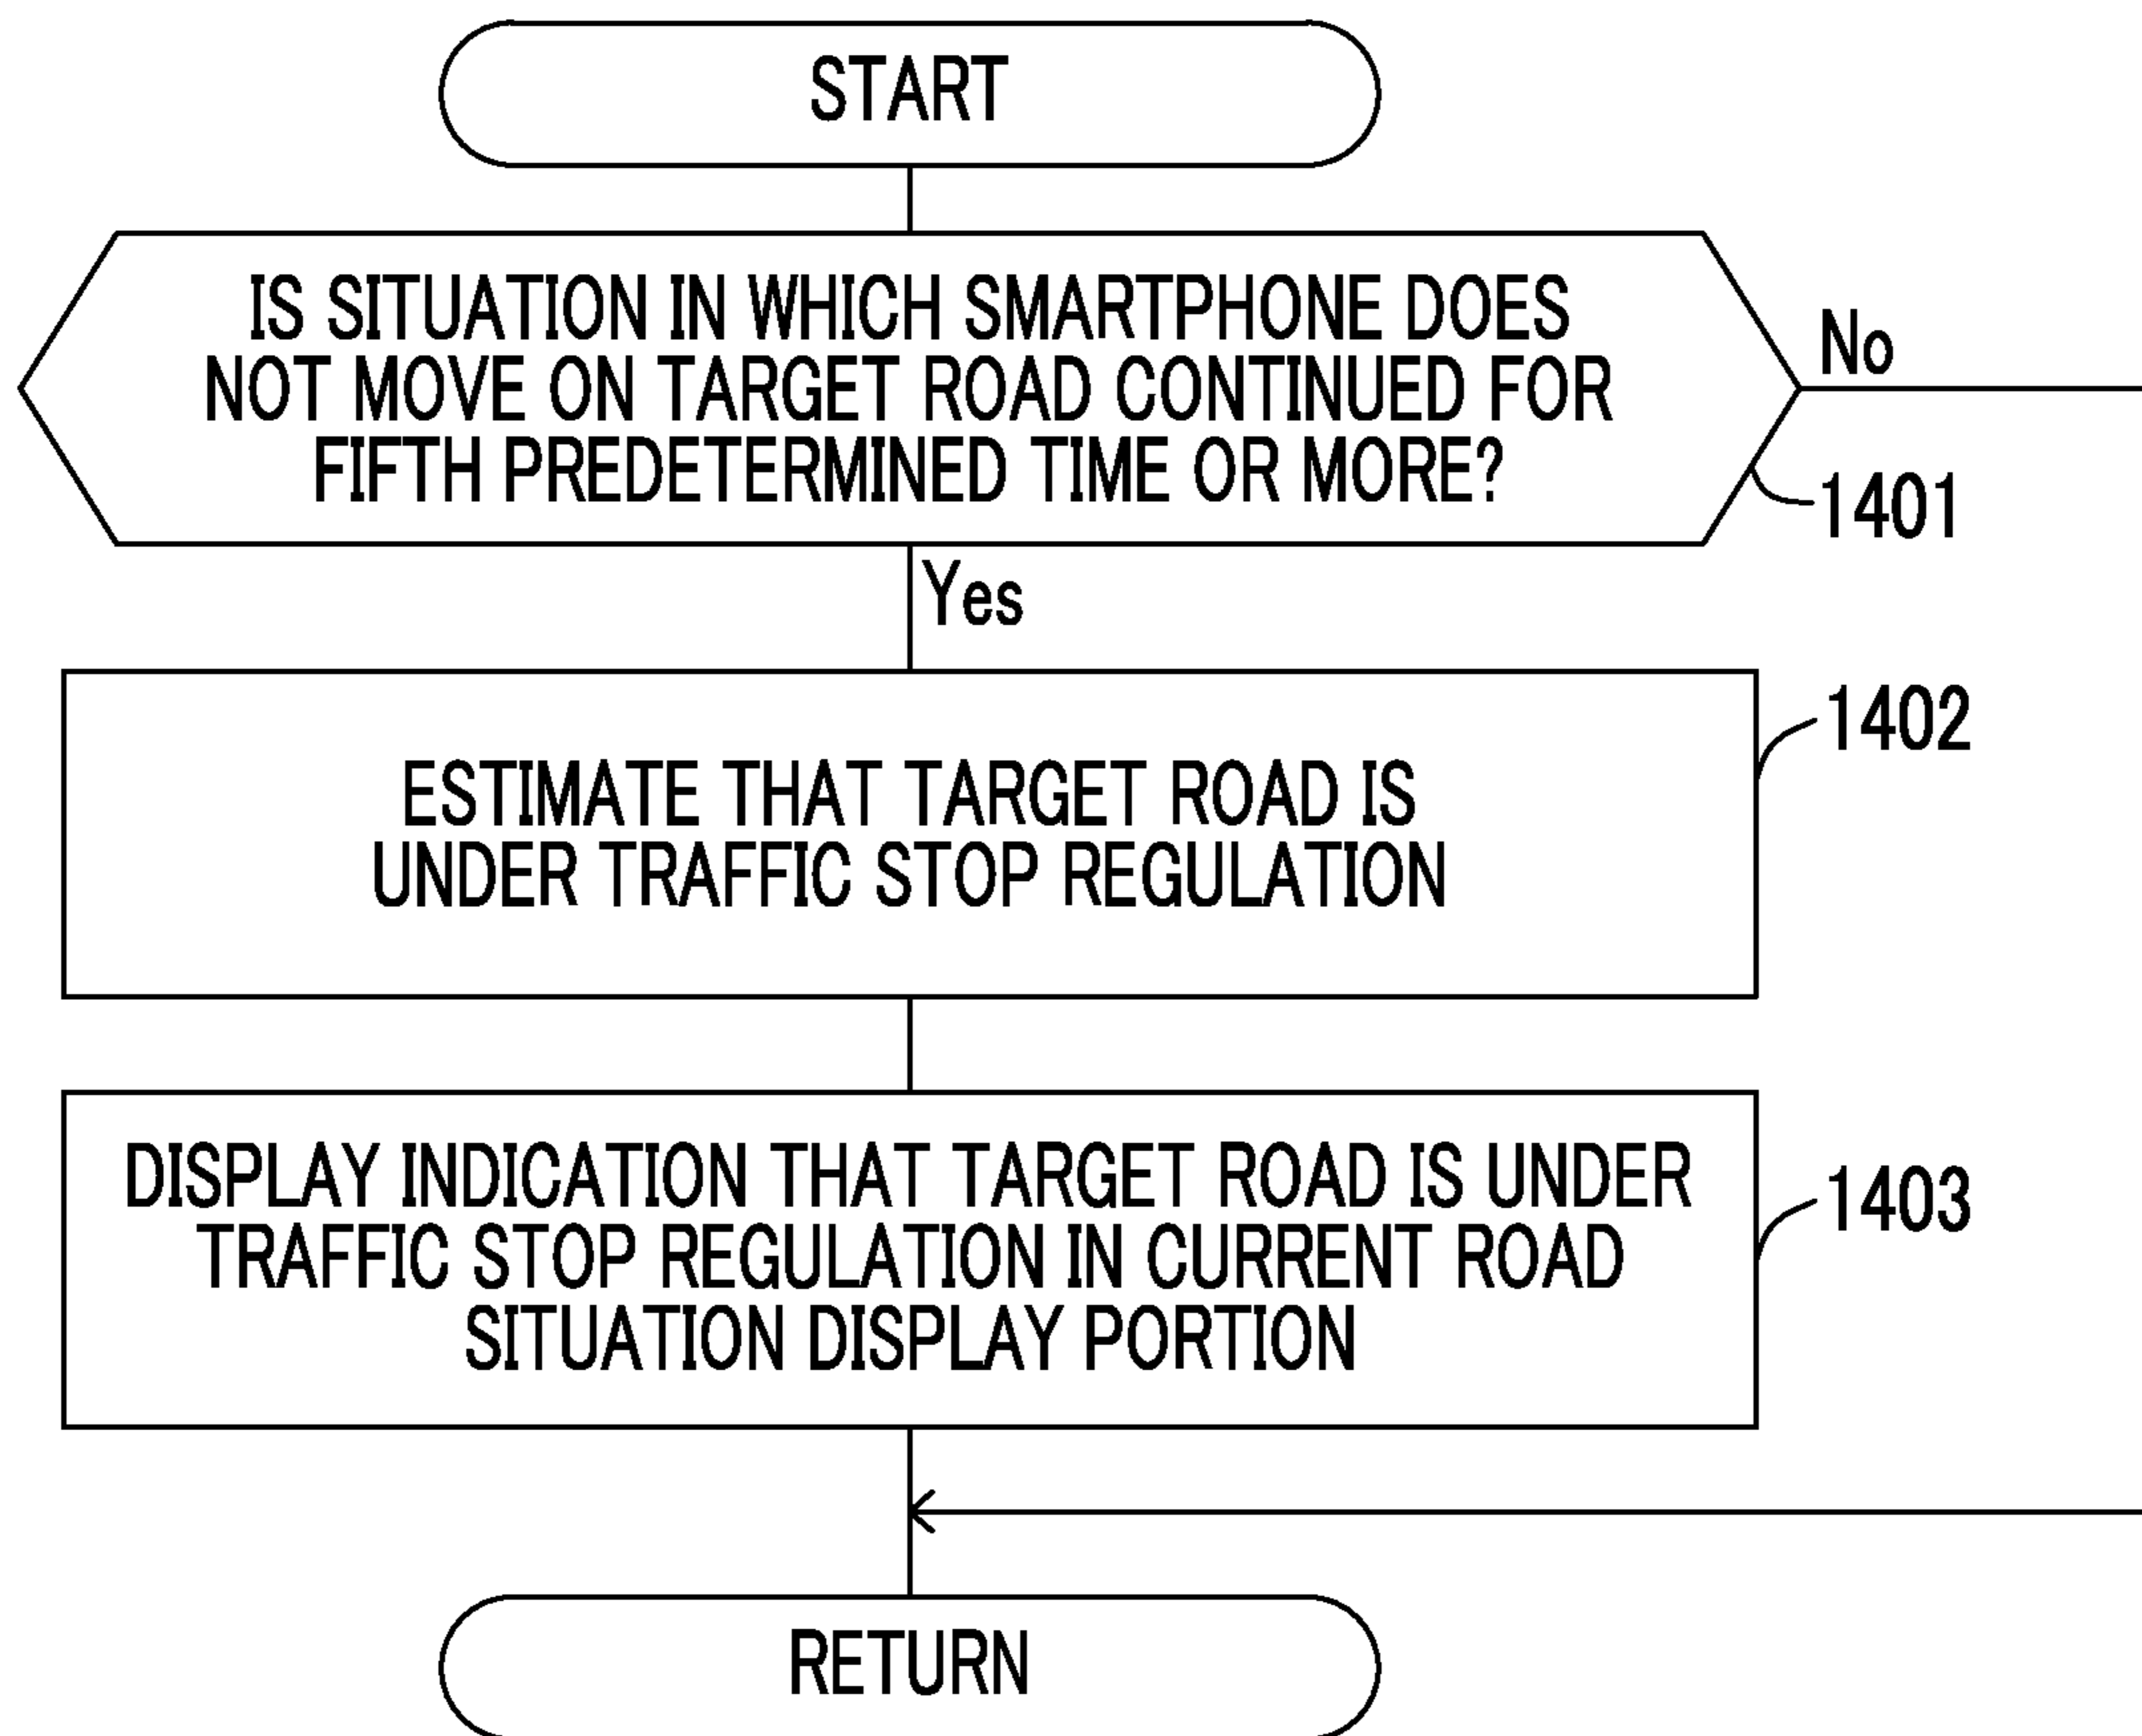 START
IS SITUATION IN WHICH SMARTPHONE DOES
NOT MOVE ON TARGET ROAD CONTINUED FOR
FIFTH PREDETERMINED TIME OR MORE?
No
1401
Yes
1402
ESTIMATE THAT TARGET ROAD IS
UNDER TRAFFIC STOP REGULATION
1403
DISPLAY INDICATION THAT TARGET ROAD IS UNDER
TRAFFIC STOP REGULATION IN CURRENT ROAD
SITUATION DISPLAY PORTION
RETURN